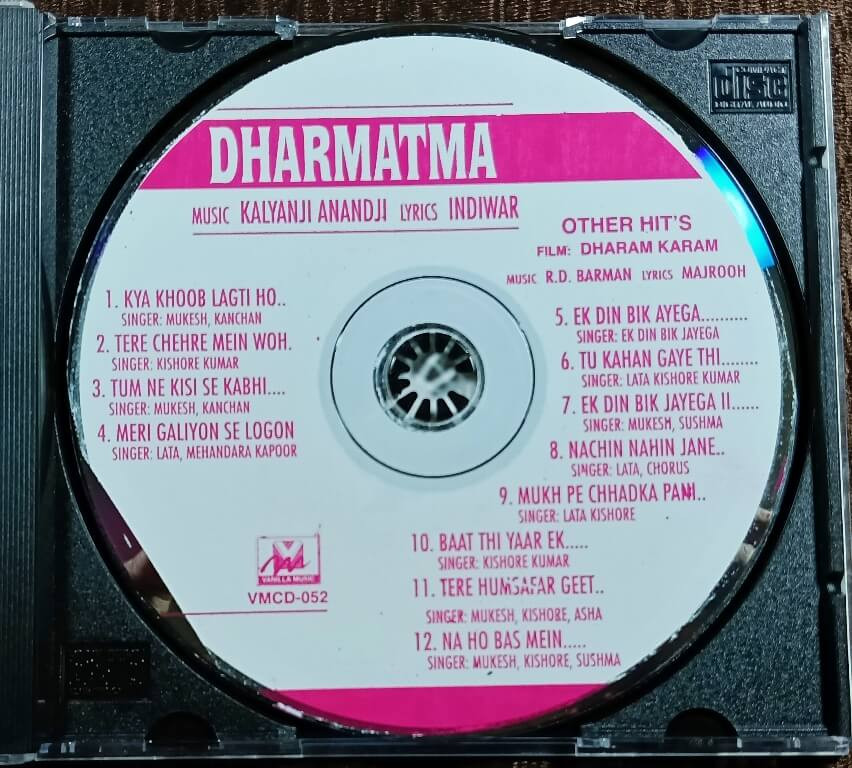 COMPACT
disc
DIGITAL AUDIO
DHARMATMA
MUSIC KALYANJI ANANDJI LYRICS INDIWAR
1. KYA KHOOB LAGTI HO..
SINGER: MUKESH, KANCHAN
2. TERE CHEHRE MEIN WOH.
SINGER: KISHORE KUMAR
3. TUM NE KISI SE KABHI....
SINGER: MUKESH, KANCHAN
4. MERI GALIYON SE LOGON
SINGER: LATA, MEHANDARA KAPOOR
OTHER HIT'S
FILM: DHARAM KARAM
MUSIC R.D. BARMAN LYRICS MAJROOH
5. EK DIN BIK AYEGA..........
SINGER: EK DIN BIK JAYEGA
6. TU KAHAN GAYE THI........
SINGER: LATA KISHORE KUMAR
7. EK DIN BIK JAYEGA II......
SINGER: MUKESH, SUSHMA
8. NACHIN NAHIN JANE..
SINGER: LATA, CHORUS
9. MUKH PE CHHADKA PANI..
SINGER: LATA KISHORE
10. BAAT THI YAAR EK.....
SINGER: KISHORE KUMAR
11. TERE HUMSAFAR GEET..
SINGER: MUKESH, KISHORE, ASHA
12. NA HO BAS MEIN.....
SINGER: MUKESH, KISHORE, SUSHMA
VANILLA MUSIC
VMCD-052